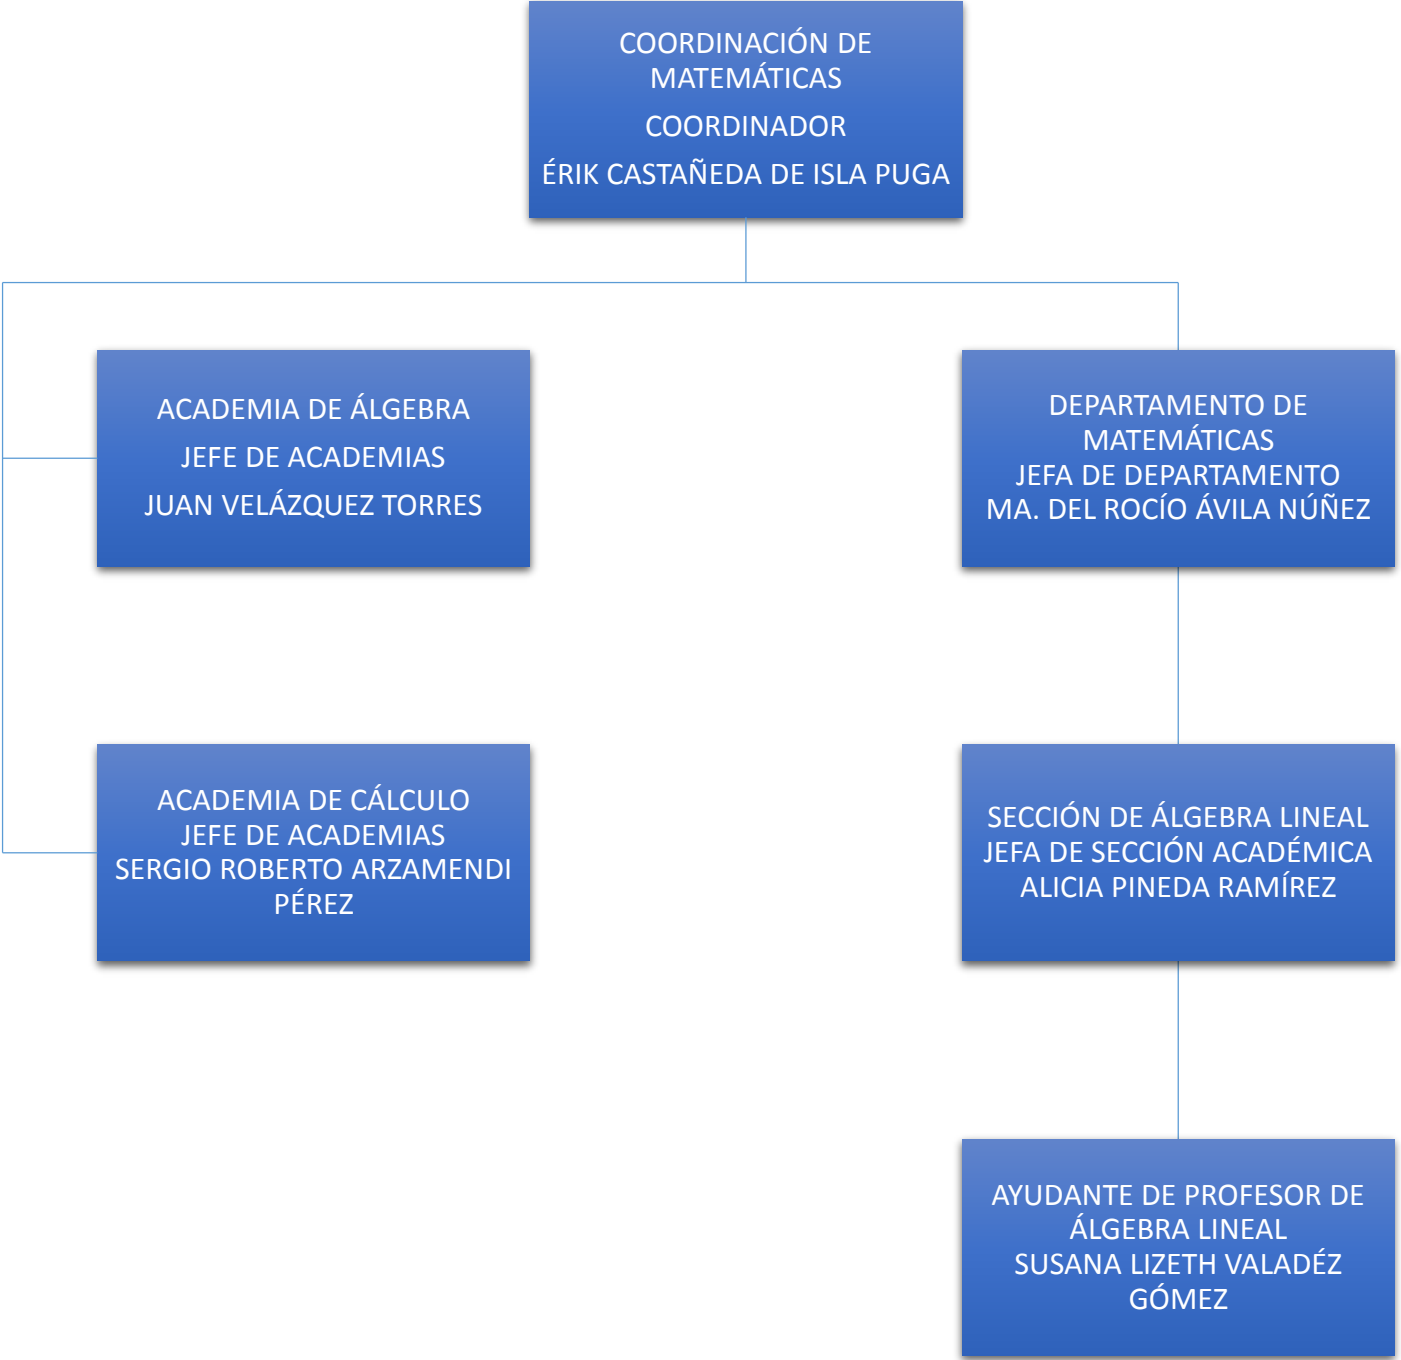 COORDINACIÓN DE
MATEMÁTICAS
COORDINADOR
ÉRIK CASTAÑEDA DE ISLA PUGA
ACADEMIA DE ÁLGEBRA
JEFE DE ACADEMIAS
JUAN VELÁZQUEZ TORRES
DEPARTAMENTO DE
MATEMÁTICAS
JEFA DE DEPARTAMENTO
MA. DEL ROCÍO ÁVILA NÚÑEZ
ACADEMIA DE CÁLCULO
JEFE DE ACADEMIAS
SERGIO ROBERTO ARZAMENDI
PÉREZ
SECCIÓN DE ÁLGEBRA LINEAL
JEFA DE SECCIÓN ACADÉMICA
ALICIA PINEDA RAMÍREZ
AYUDANTE DE PROFESOR DE
ÁLGEBRA LINEAL
SUSANA LIZETH VALADÉZ
GÓMEZ